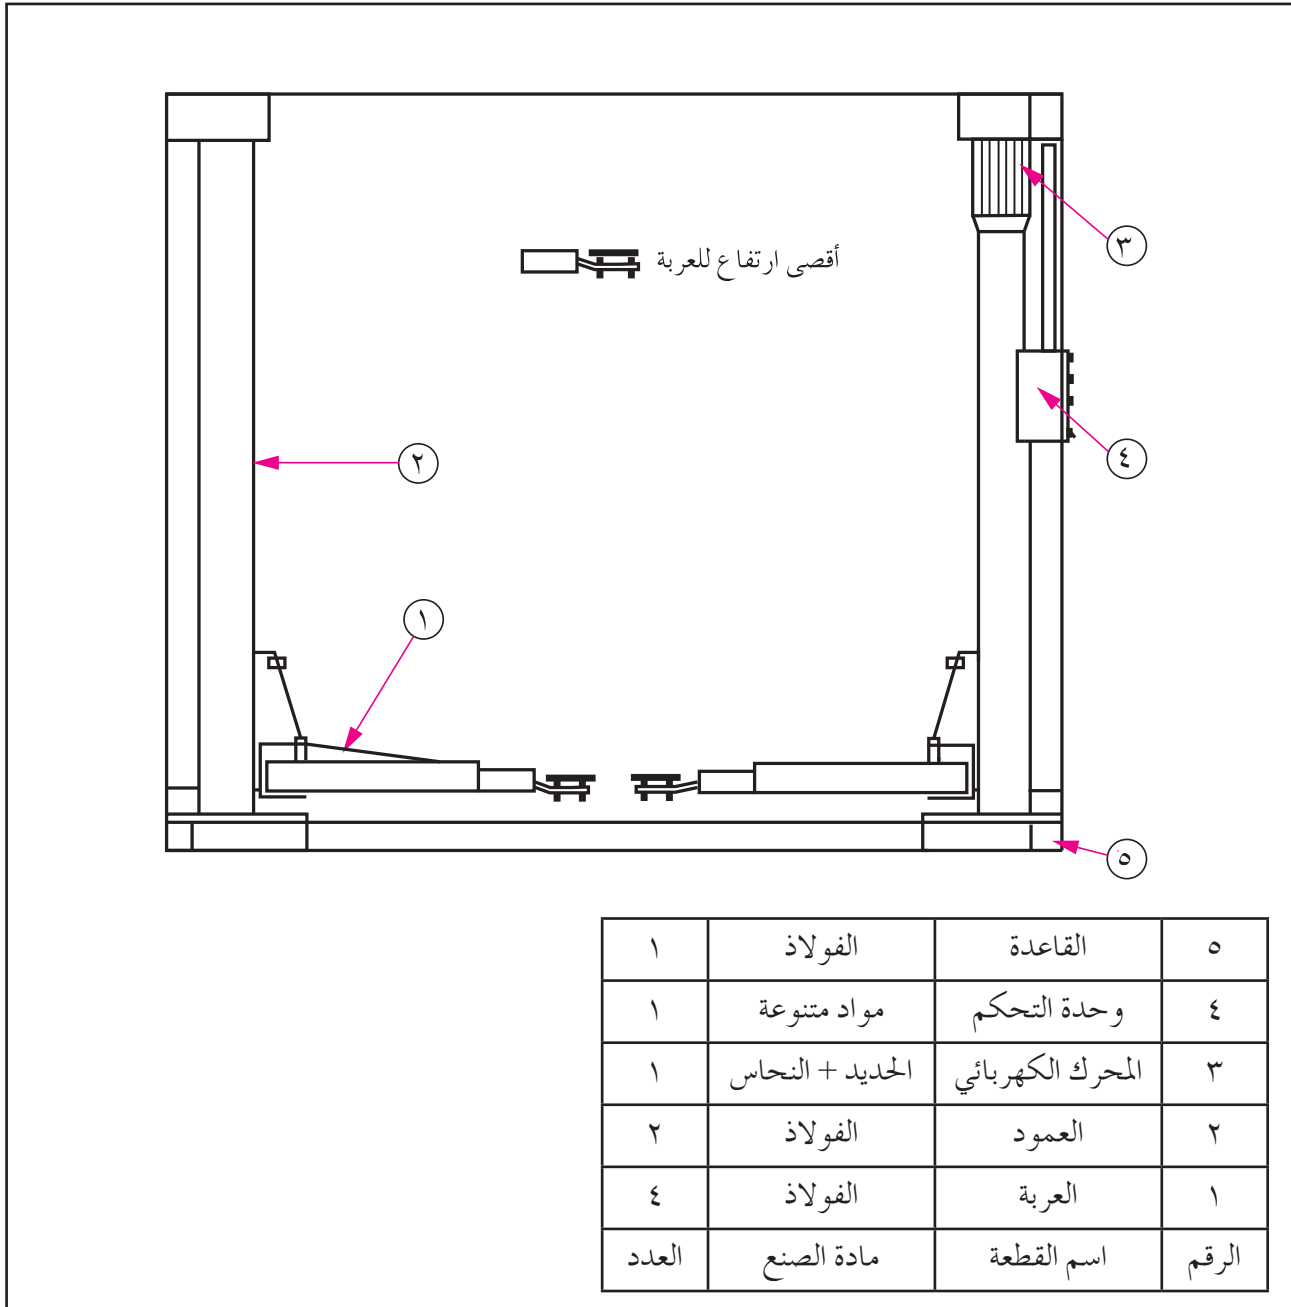 أقصى ارتفاع للعربة
٣
٤
٢
١
٥
٥ القاعدة الفولاذ ١
٤ وحدة التحكم مواد متنوعة ١
٣ المحرك الكهربائي الحديد + النحاس ١
٢ العمود الفولاذ ٢
١ العربة الفولاذ ٤
الرقم اسم القطعة مادة الصنع العدد